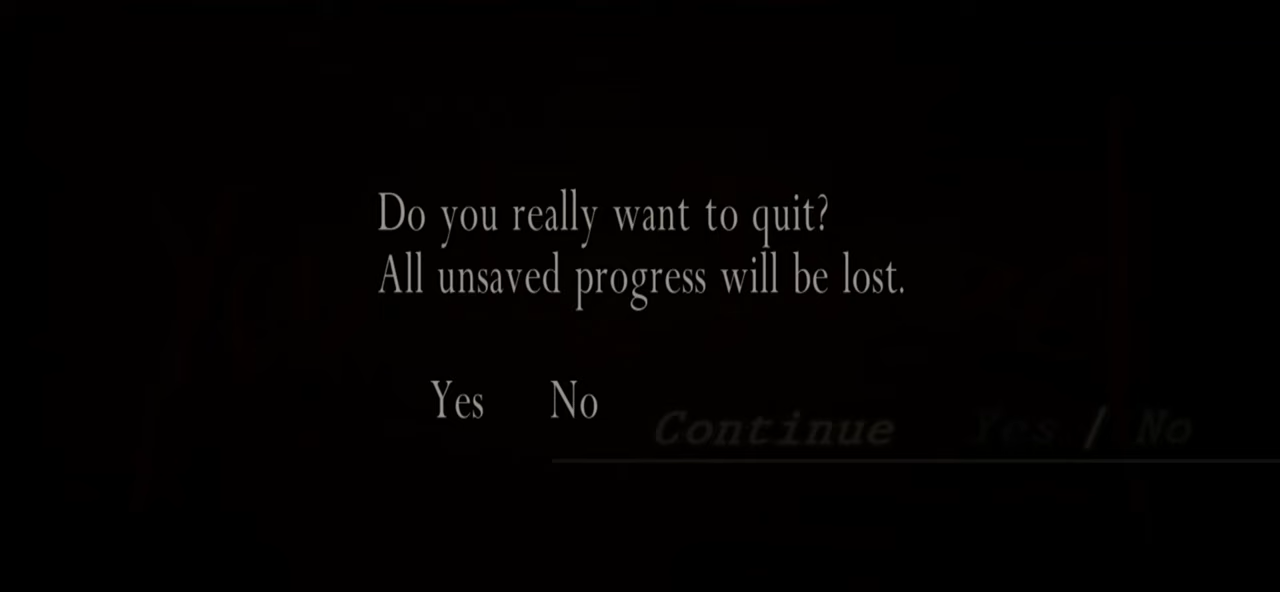 Do you really want to quit?
All unsaved progress will be lost.
Yes No
Continue Yes / No